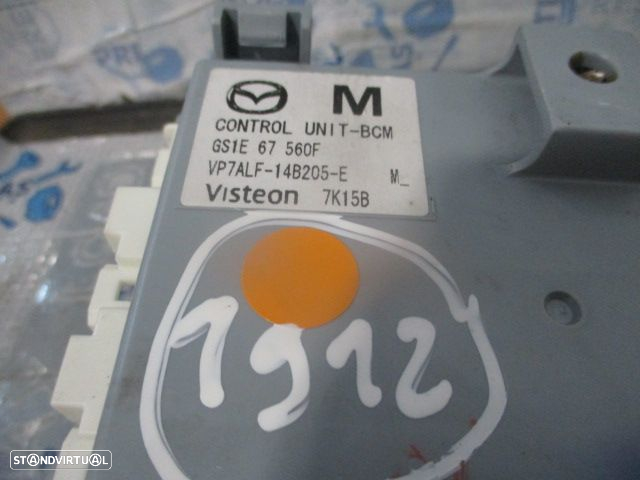 M
CONTROL UNIT-BCM
GS1E 67 560F
VP7ALF-14B205-E M_
Visteon 7K15B
1912
STANDVIRTUAL